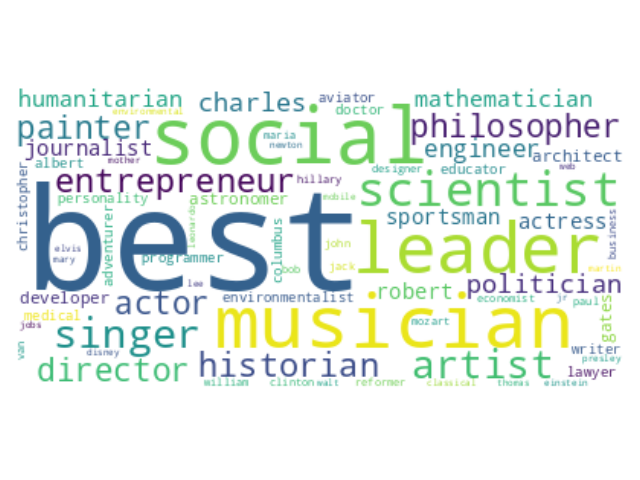 humanitarian charles aviator mathematician
environmental doctor
painter social philosopher
journalist maria newton engineer architect
albert mother designer educator web
christopher entrepreneur hillary scientist
personality astronomer mobile
adventurer leonardo sportsman actress business
best leader
elvis mary programmer columbus john
bob jack martin
developer actor lee environmentalist robert politician
economist jr paul gates
medical singer musician mozart
jobs van disney writer
director historian artist presley
lawyer
william clinton walt reformer classical thomas einstein